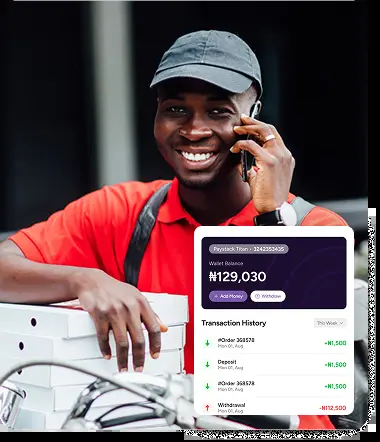 Paystack Titan • 3242353435
Wallet Balance
₦129,030
+ Add Money
Withdraw
Transaction History
This Week
#Order 368578
Mon 01, Aug
+₦1,500
Deposit
Mon 01, Aug
+₦1,500
#Order 368578
Mon 01, Aug
+₦1,500
Withdrawal
Mon 01, Aug
-₦112,500